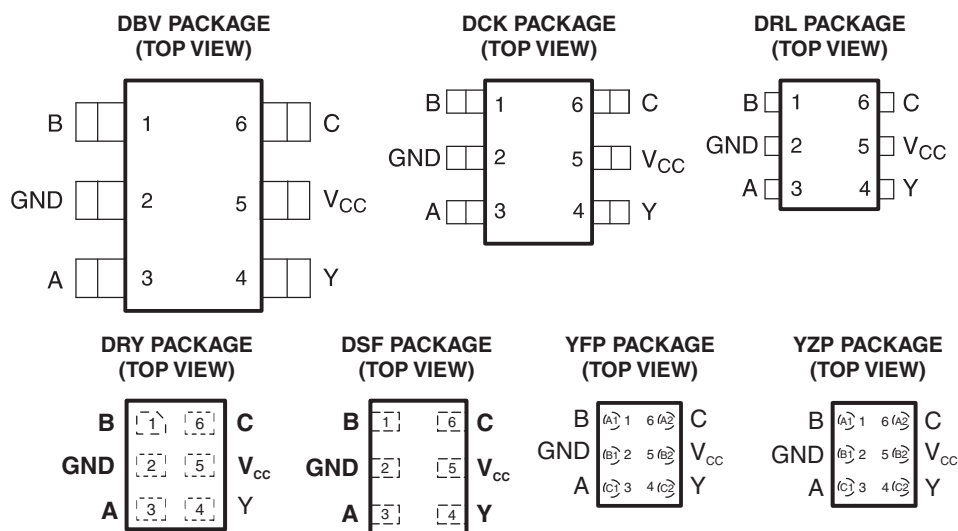 DBV PACKAGE
(TOP VIEW)
B 1 6 C
GND 2 5 VCC
A 3 4 Y
DCK PACKAGE
(TOP VIEW)
B 1 6 C
GND 2 5 VCC
A 3 4 Y
DRL PACKAGE
(TOP VIEW)
B 1 6 C
GND 2 5 VCC
A 3 4 Y
DRY PACKAGE
(TOP VIEW)
B 1 6 C
GND 2 5 VCC
A 3 4 Y
DSF PACKAGE
(TOP VIEW)
B 1 6 C
GND 2 5 VCC
A 3 4 Y
YFP PACKAGE
(TOP VIEW)
B A1 1 6 A2 C
GND B1 2 5 B2 VCC
A C1 3 4 C2 Y
YZP PACKAGE
(TOP VIEW)
B A1 1 6 A2 C
GND B1 2 5 B2 VCC
A C1 3 4 C2 Y